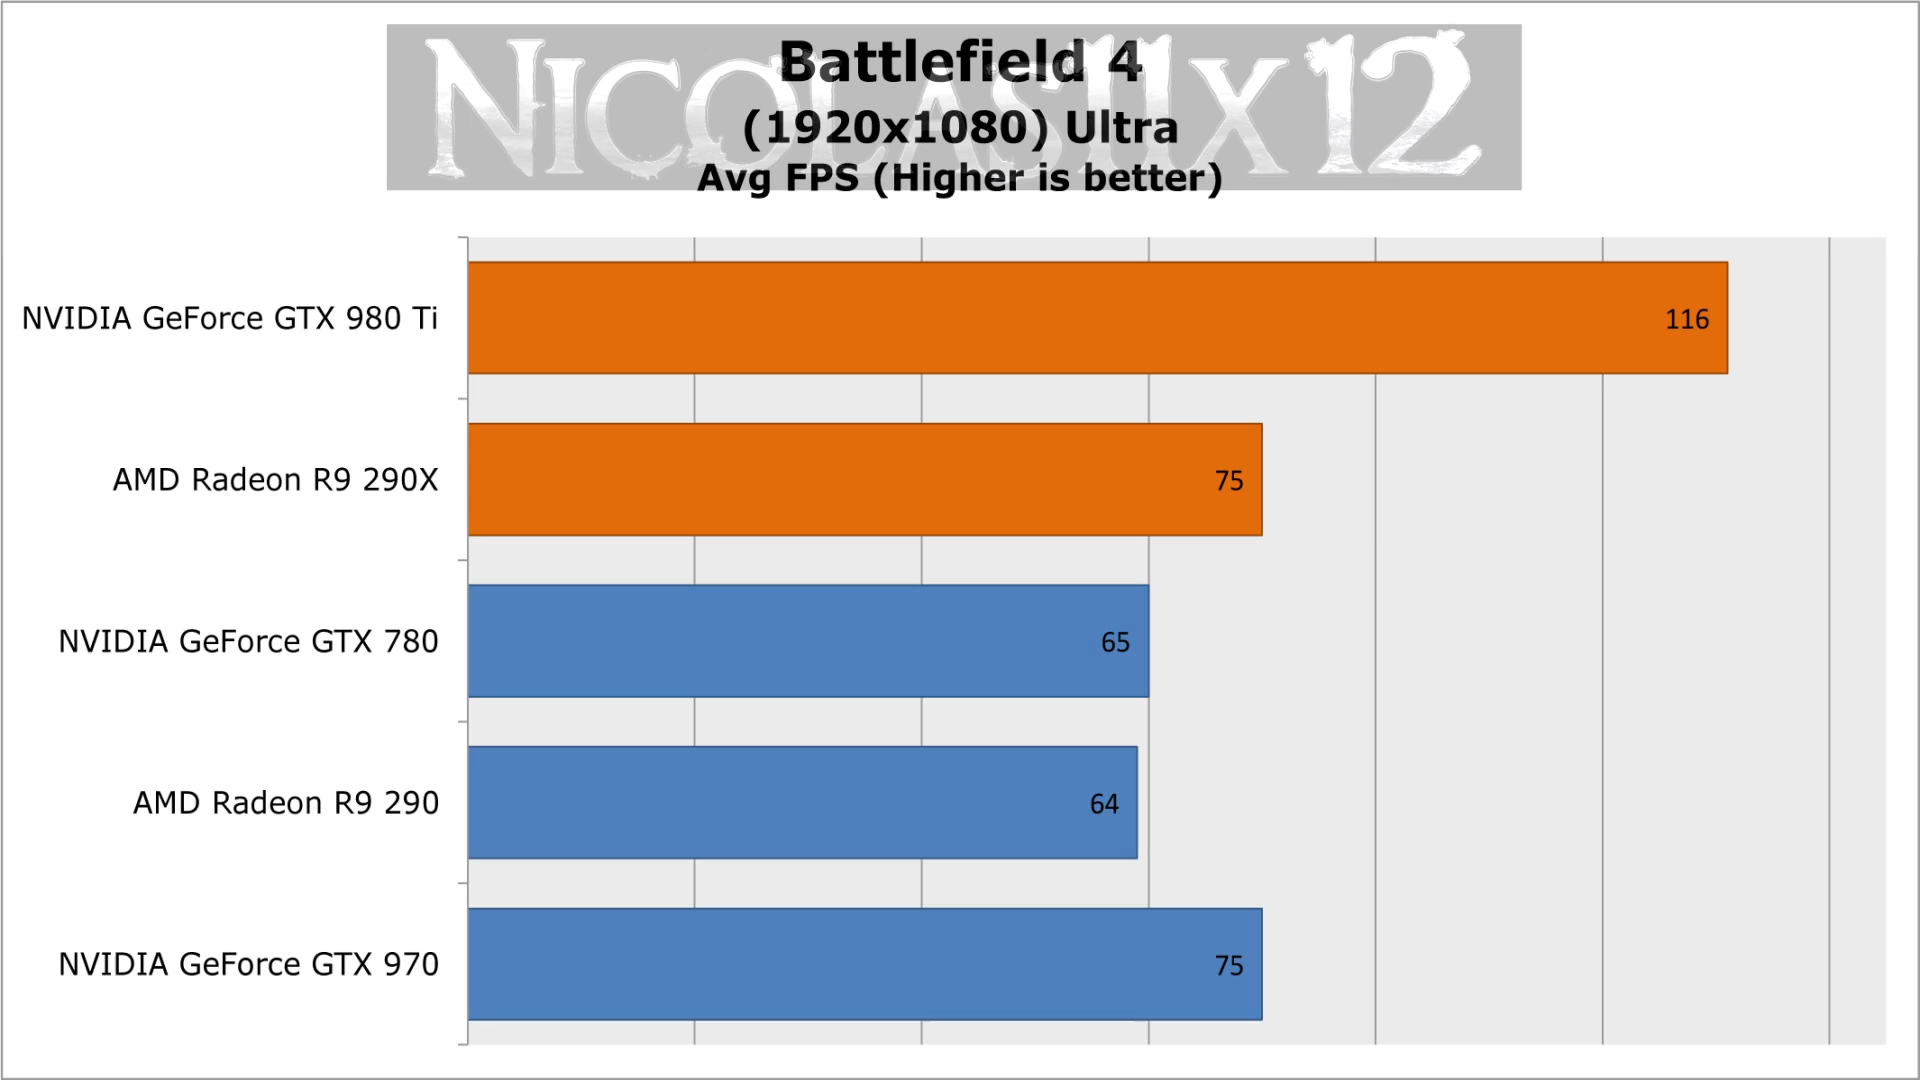 NICOLAS11X12
Battlefield 4
(1920x1080) Ultra
Avg FPS (Higher is better)
NVIDIA GeForce GTX 980 Ti
116
AMD Radeon R9 290X
75
NVIDIA GeForce GTX 780
65
AMD Radeon R9 290
64
NVIDIA GeForce GTX 970
75